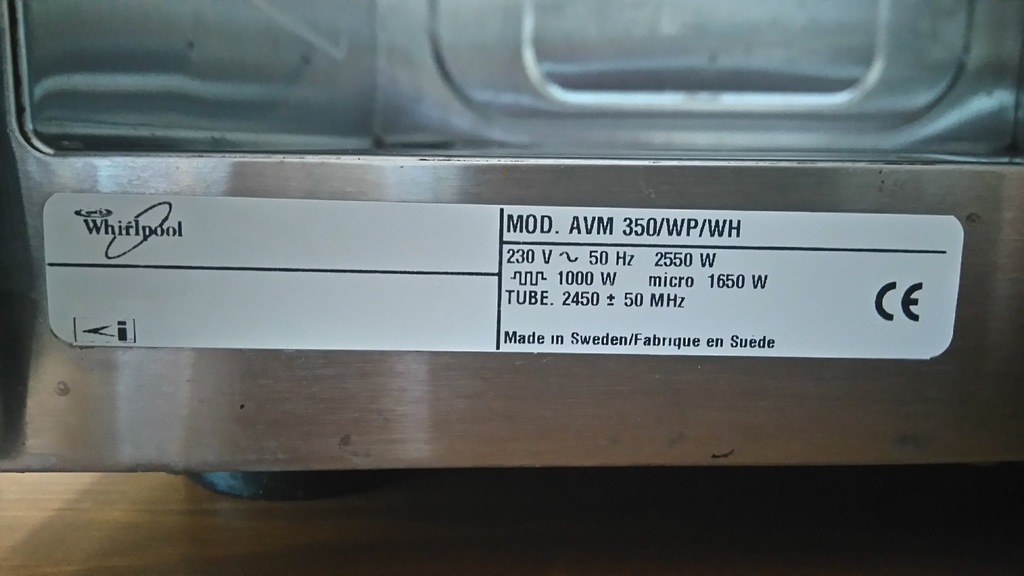 Whirlpool
MOD. AVM 350/WP/WH
230 V ~ 50 Hz 2550 W
1000 W micro 1650 W
TUBE. 2450 ± 50 MHz
CE
Made in Sweden/Fabrique en Suède